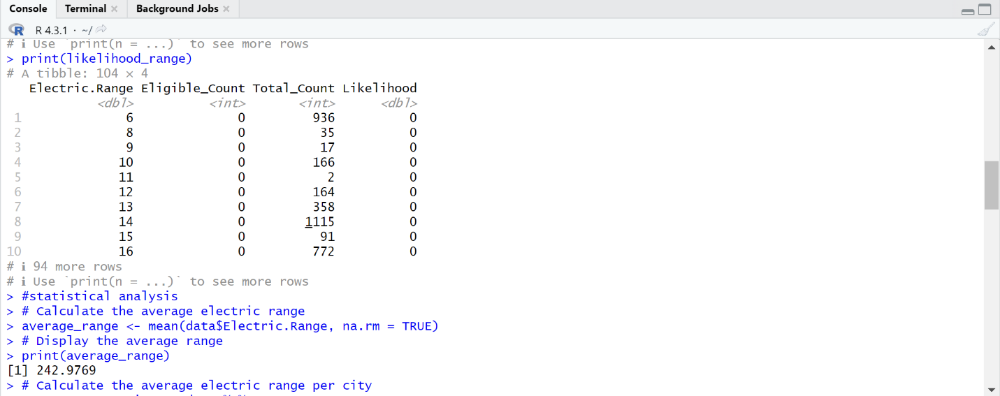 Console Terminal Background Jobs
R R 4.3.1 · ~/
# ℹ Use `print(n = ...)` to see more rows
> print(likelihood_range)
# A tibble: 104 × 4
   Electric.Range Eligible_Count Total_Count Likelihood
            <dbl>          <int>       <int>      <dbl>
 1              6              0         936          0
 2              8              0          35          0
 3              9              0          17          0
 4             10              0         166          0
 5             11              0           2          0
 6             12              0         164          0
 7             13              0         358          0
 8             14              0        1115          0
 9             15              0          91          0
10             16              0         772          0
# ℹ 94 more rows
# ℹ Use `print(n = ...)` to see more rows
> #statistical analysis
> # Calculate the average electric range
> average_range <- mean(data$Electric.Range, na.rm = TRUE)
> # Display the average range
> print(average_range)
[1] 242.9769
> # Calculate the average electric range per city